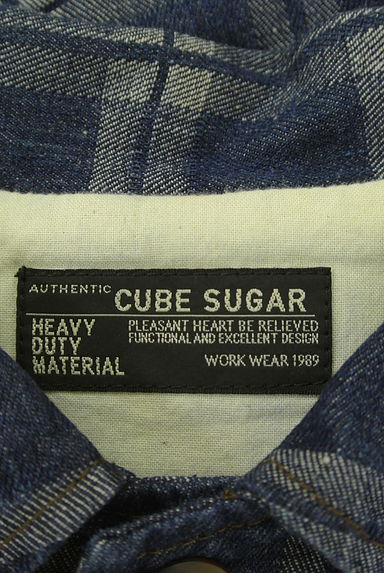 AUTHENTIC CUBE SUGAR
HEAVY
DUTY
MATERIAL
PLEASANT HEART BE RELIEVED
FUNCTIONAL AND EXCELLENT DESIGN
WORK WEAR 1989